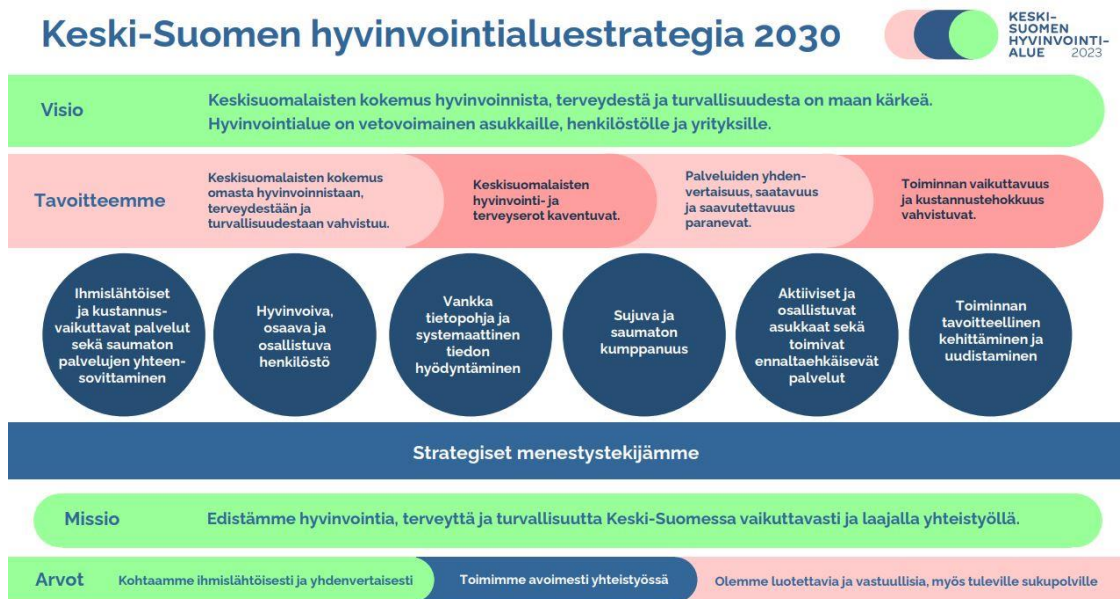 Keski-Suomen hyvinvointialuestrategia 2030
KESKI-
SUOMEN
HYVINVOINTI-
ALUE 2023
Visio
Keskisuomalaisten kokemus hyvinvoinnista, terveydestä ja turvallisuudesta on maan kärkeä.
Hyvinvointialue on vetovoimainen asukkaille, henkilöstölle ja yrityksille.
Tavoitteemme
Keskisuomalaisten kokemus
omasta hyvinvoinnistaan,
terveydestään ja
turvallisuudestaan vahvistuu.
Keskisuomalaisten
hyvinvointi- ja
terveyserot kaventuvat.
Palveluiden yhden-
vertaisuus, saatavuus
ja saavutettavuus
paranevat.
Toiminnan vaikuttavuus
ja kustannustehokkuus
vahvistuvat.
Ihmislähtöiset
ja kustannus-
vaikuttavat palvelut
sekä saumaton
palvelujen yhteen-
sovittaminen
Hyvinvoiva,
osaava ja
osallistuva
henkilöstö
Vankka
tietopohja ja
systemaattinen
tiedon
hyödyntäminen
Sujuva ja
saumaton
kumppanuus
Aktiiviset ja
osallistuvat
asukkaat sekä
toimivat
ennaltaehkäisevät
palvelut
Toiminnan
tavoitteellinen
kehittäminen ja
uudistaminen
Strategiset menestystekijämme
Missio
Edistämme hyvinvointia, terveyttä ja turvallisuutta Keski-Suomessa vaikuttavasti ja laajalla yhteistyöllä.
Arvot
Kohtaamme ihmislähtöisesti ja yhdenvertaisesti
Toimimme avoimesti yhteistyössä
Olemme luotettavia ja vastuullisia, myös tuleville sukupolville